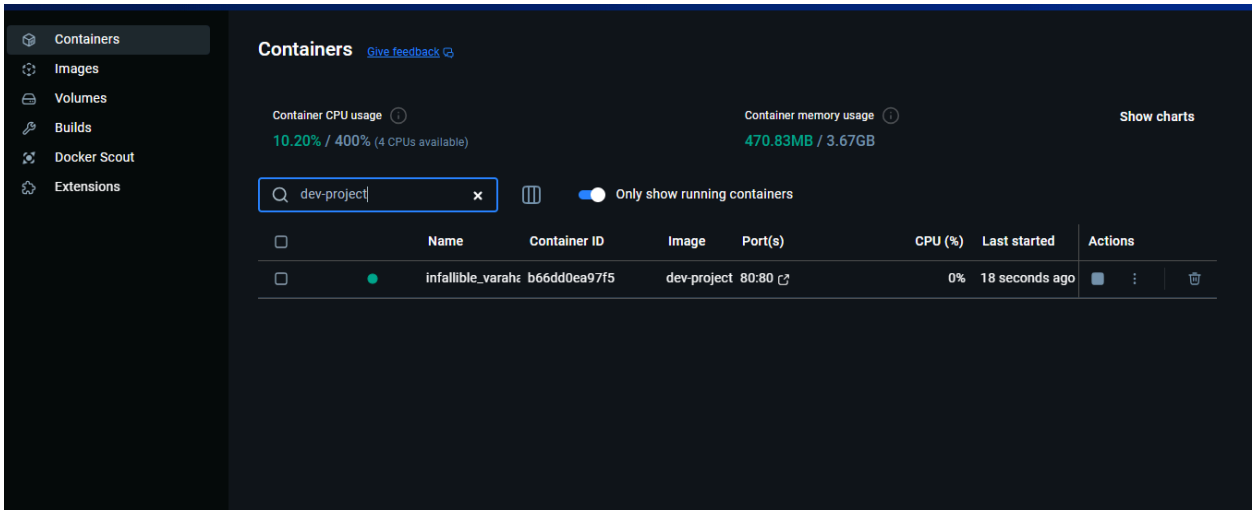 Containers
Images
Volumes
Builds
Docker Scout
Extensions
Containers Give feedback
Container CPU usage
10.20% / 400% (4 CPUs available)
Container memory usage
470.83MB / 3.67GB
Show charts
dev-project
Only show running containers
Name Container ID Image Port(s) CPU (%) Last started Actions
infallible_varaha b66dd0ea97f5 dev-project 80:80 0% 18 seconds ago